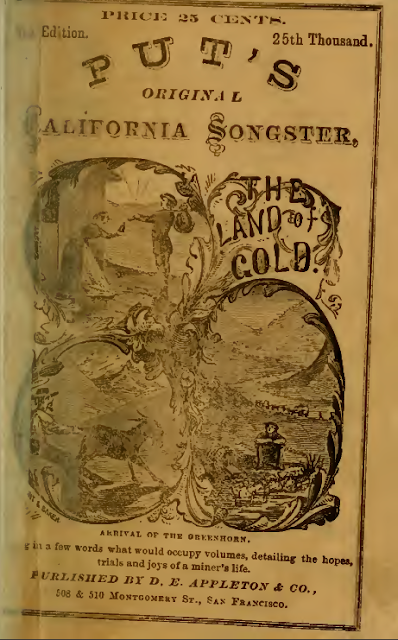 PRICE 25 CENTS.
Edition. 25th Thousand.
PUT'S
ORIGINAL
CALIFORNIA SONGSTER,
THE
LAND of
GOLD.
ARRIVAL OF THE GREENHORN.
in a few words what would occupy volumes, detailing the hopes,
trials and joys of a miner's life.
PUBLISHED BY D. E. APPLETON & CO.,
508 & 510 MONTGOMERY ST., SAN FRANCISCO.